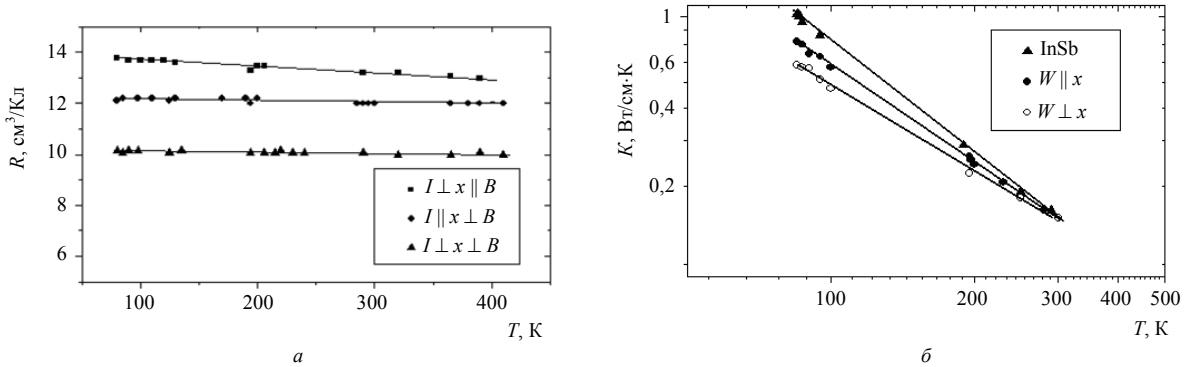 R, см³/Кл
14
12
10
8
6
100
200
300
400
T, К
I ⊥ x || B
I || x ⊥ B
I ⊥ x ⊥ B
а
K, Вт/см·К
1
0,6
0,4
0,2
100
200
300
500
T, К
InSb
W || x
W ⊥ x
б